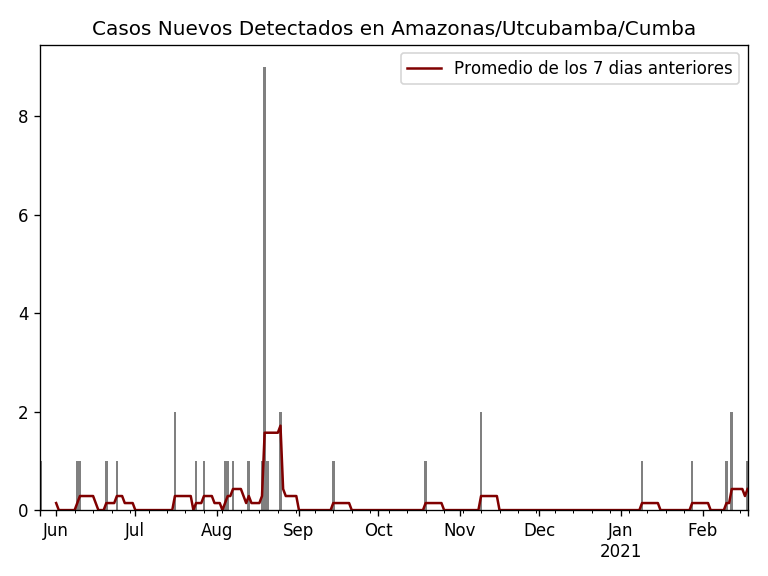 Casos Nuevos Detectados en Amazonas/Utcubamba/Cumba
Promedio de los 7 dias anteriores
8
6
4
2
0
Jun Jul Aug Sep Oct Nov Dec Jan Feb
2021